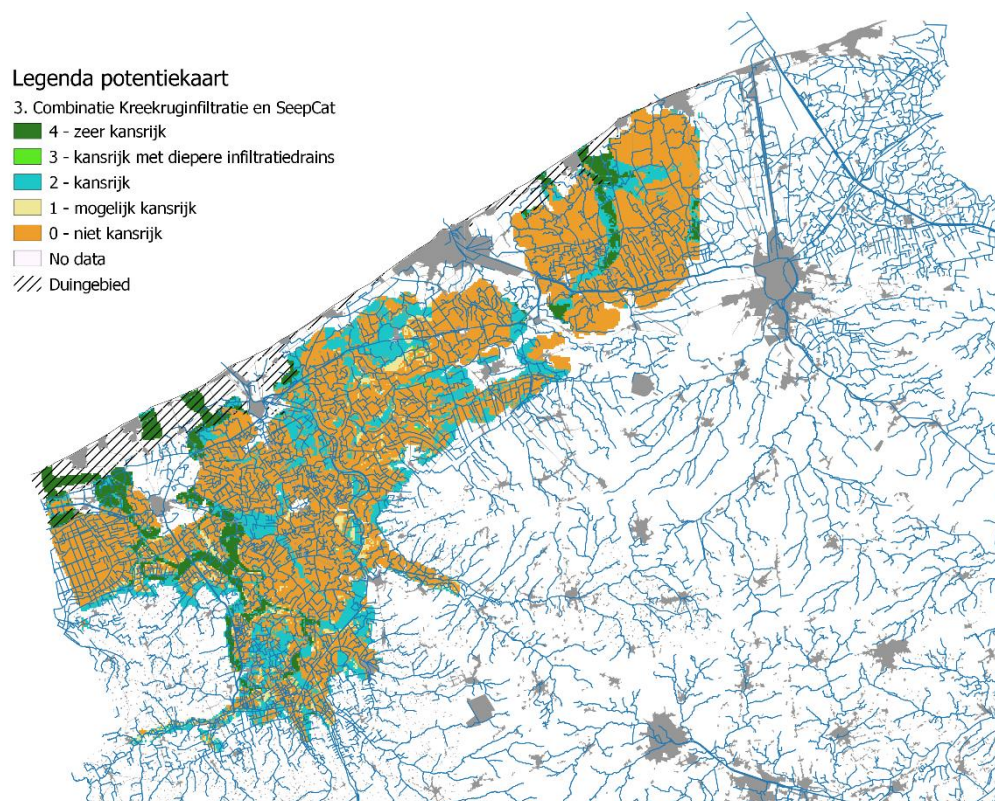 Legenda potentiekaart
3. Combinatie Kreekruginfiltratie en SeepCat
4 - zeer kansrijk
3 - kansrijk met diepere infiltratiedrains
2 - kansrijk
1 - mogelijk kansrijk
0 - niet kansrijk
No data
Duingebied